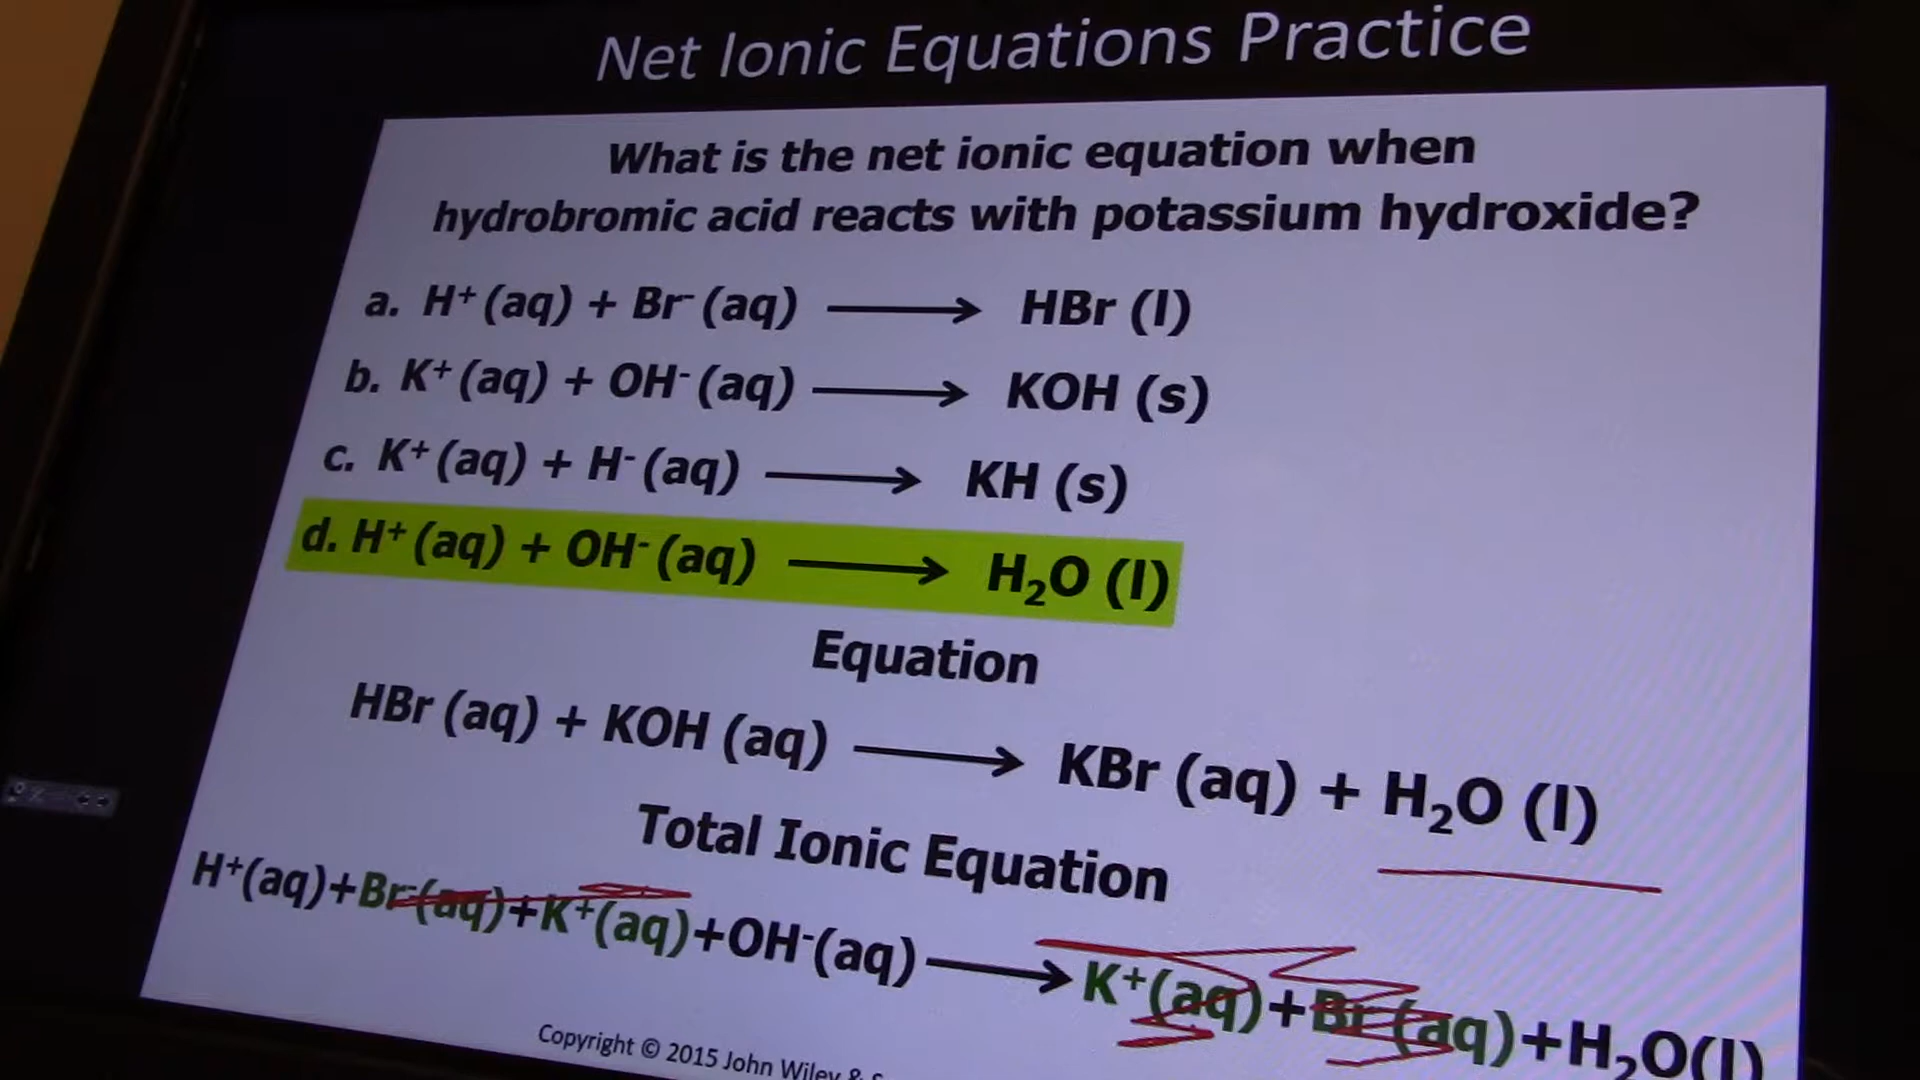 Net Ionic Equations Practice
What is the net ionic equation when
hydrobromic acid reacts with potassium hydroxide?
a. H⁺ (aq) + Br⁻ (aq) ⟶ HBr (l)
b. K⁺ (aq) + OH⁻ (aq) ⟶ KOH (s)
c. K⁺ (aq) + H⁻ (aq) ⟶ KH (s)
d. H⁺ (aq) + OH⁻ (aq) ⟶ H₂O (l)
Equation
HBr (aq) + KOH (aq) ⟶ KBr (aq) + H₂O (l)
Total Ionic Equation
H⁺(aq)+Br⁻(aq)+K⁺(aq)+OH⁻(aq)⟶K⁺(aq)+Br⁻(aq)+H₂O(l)
Copyright © 2015 John Wiley &